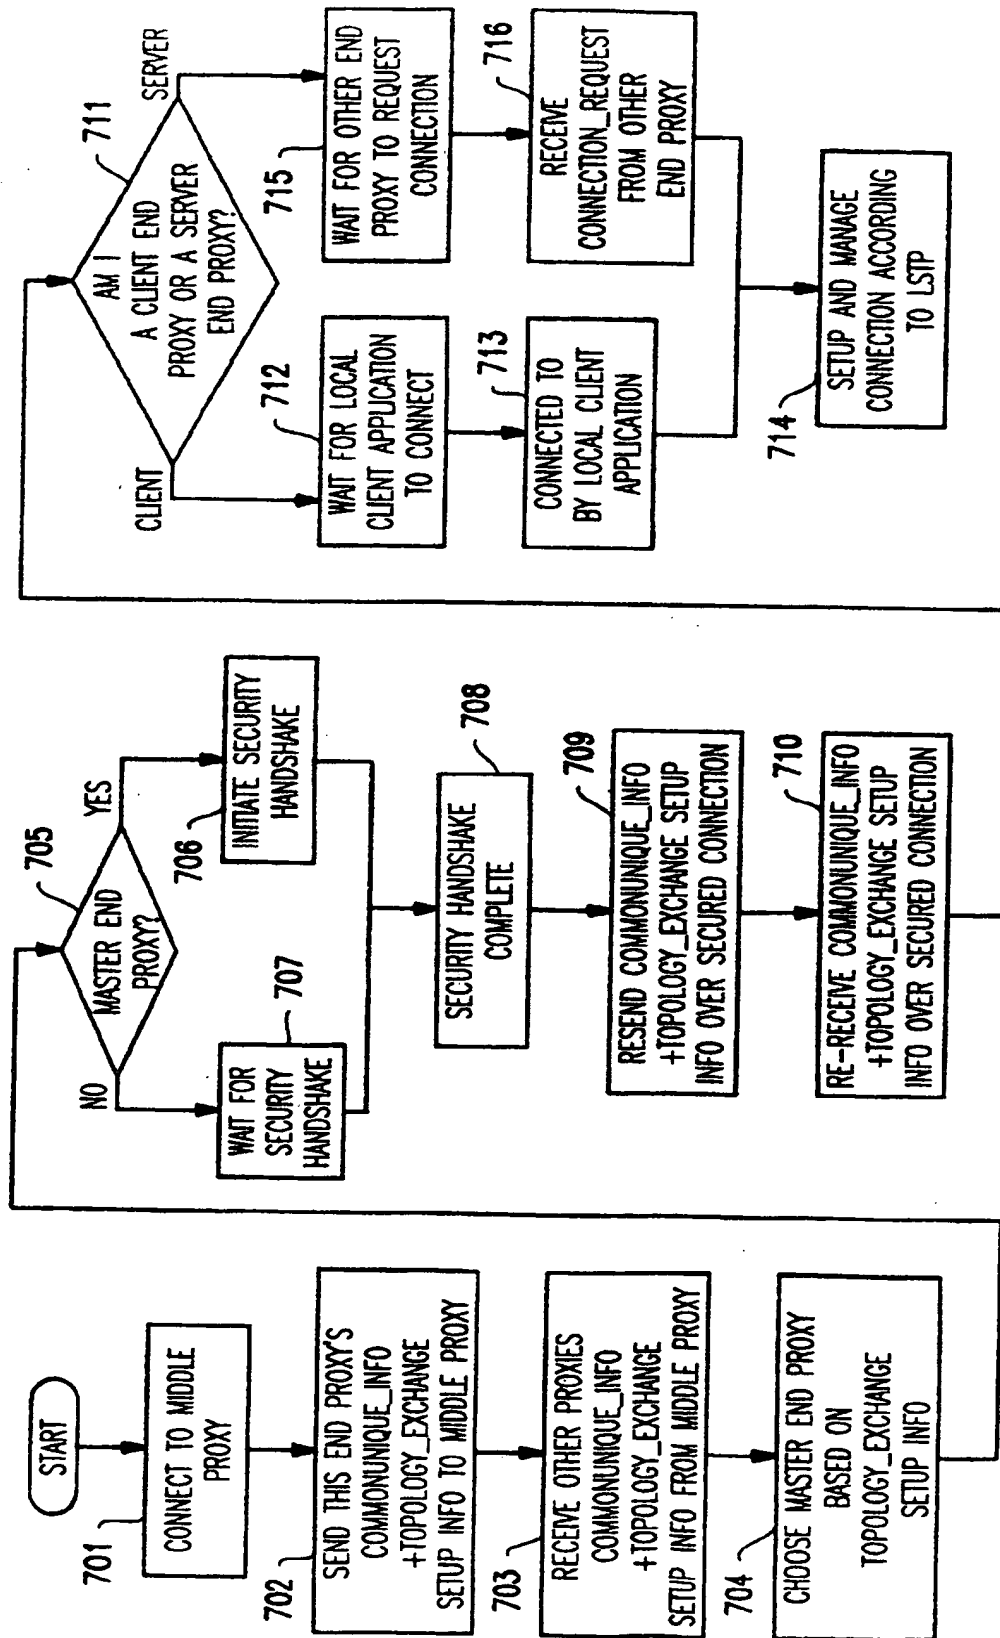 START
701
CONNECT TO MIDDLE
PROXY
702
SEND THIS END PROXY'S
COMMONUNIQUE_INFO
+TOPOLOGY_EXCHANGE
SETUP INFO TO MIDDLE PROXY
703
RECEIVE OTHER PROXIES
COMMONUNIQUE_INFO
+TOPOLOGY_EXCHANGE
SETUP INFO FROM MIDDLE PROXY
704
CHOOSE MASTER END PROXY
BASED ON
TOPOLOGY_EXCHANGE
SETUP INFO
705
MASTER END
PROXY?
NO
YES
707
WAIT FOR
SECURITY
HANDSHAKE
706
INITIATE SECURITY
HANDSHAKE
708
SECURITY HANDSHAKE
COMPLETE
709
RESEND COMMONUNIQUE_INFO
+TOPOLOGY_EXCHANGE SETUP
INFO OVER SECURED CONNECTION
710
RE-RECEIVE COMMONUNIQUE_INFO
+TOPOLOGY_EXCHANGE SETUP
INFO OVER SECURED CONNECTION
711
AM I
A CLIENT END
PROXY OR A SERVER
END PROXY?
CLIENT
SERVER
712
WAIT FOR LOCAL
CLIENT APPLICATION
TO CONNECT
713
CONNECTED TO
BY LOCAL CLIENT
APPLICATION
715
WAIT FOR OTHER END
PROXY TO REQUEST
CONNECTION
716
RECEIVE
CONNECTION_REQUEST
FROM OTHER
END PROXY
714
SETUP AND MANAGE
CONNECTION ACCORDING
TO LSTP